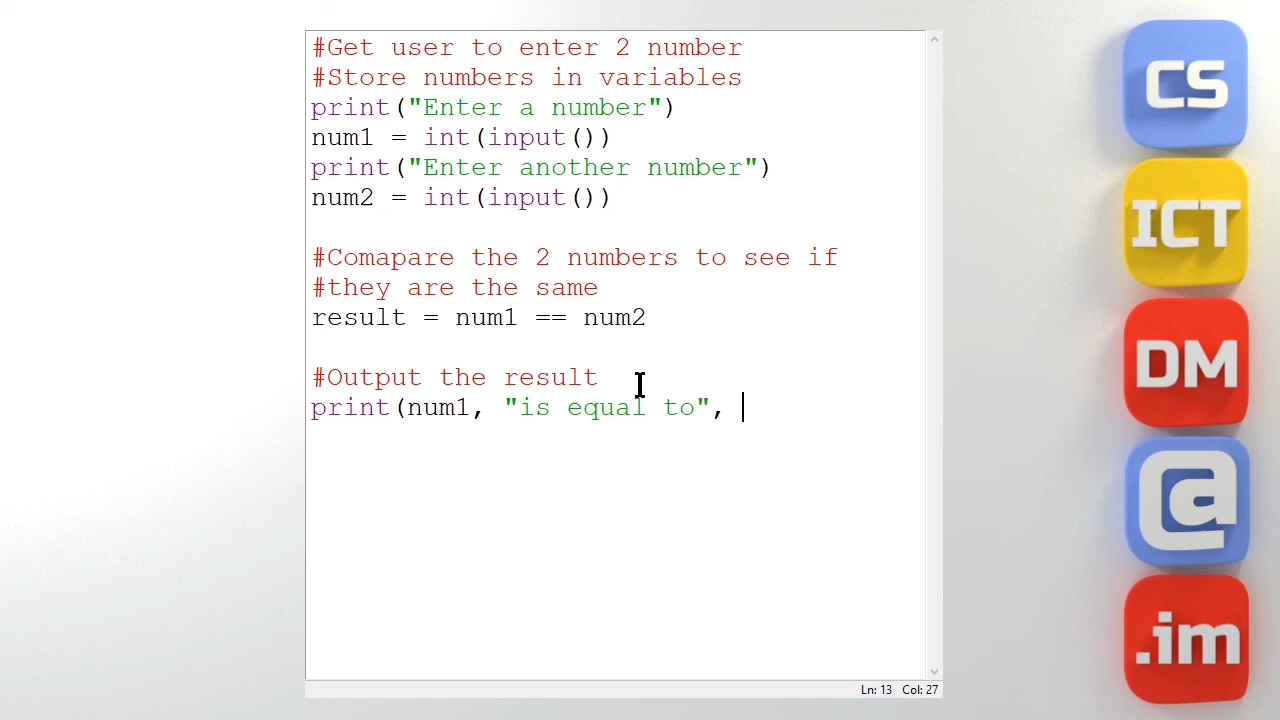 #Get user to enter 2 number
#Store numbers in variables
print("Enter a number")
num1 = int(input())
print("Enter another number")
num2 = int(input())
#Comapare the 2 numbers to see if
#they are the same
result = num1 == num2
#Output the result
print(num1, "is equal to",
Ln: 13 Col: 27
CS
ICT
DM
@
.im